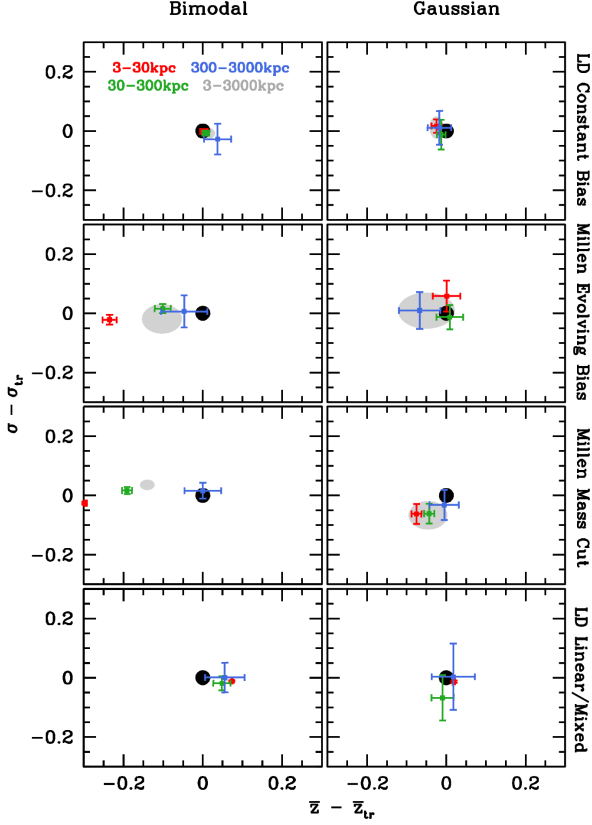 Bimodal Gaussian
3–30kpc 300–3000kpc
30–300kpc 3–3000kpc
0.2
0
−0.2
LD Constant Bias
0.2
0
−0.2
Millen Evolving Bias
σ − σtr
0.2
0
−0.2
Millen Mass Cut
0.2
0
−0.2
LD Linear/Mixed
−0.2 0 0.2 −0.2 0 0.2
z̅ − z̅tr